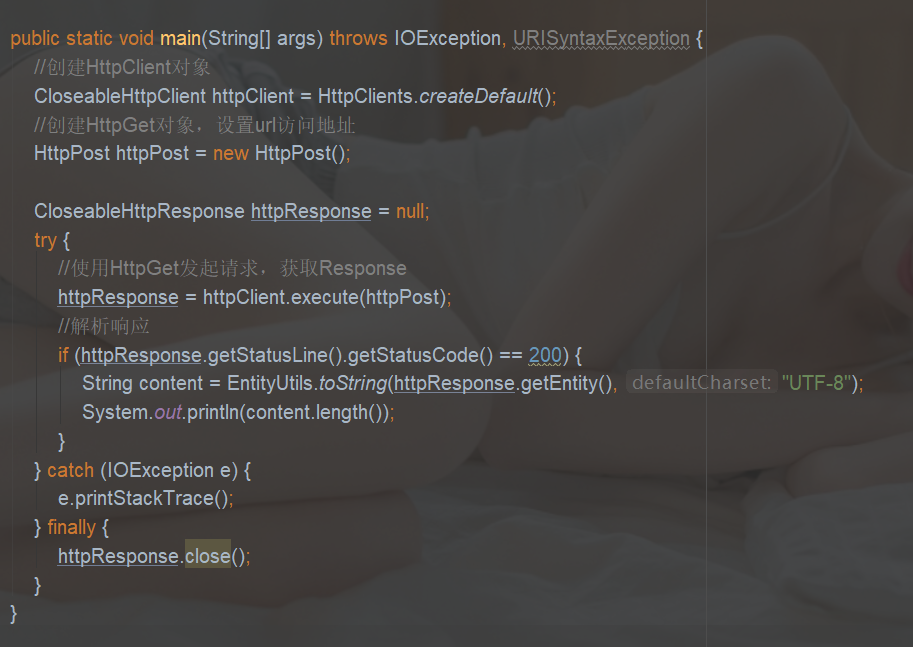 public static void main(String[] args) throws IOException, URISyntaxException {
//创建HttpClient对象
CloseableHttpClient httpClient = HttpClients.createDefault();
//创建HttpGet对象，设置url访问地址
HttpPost httpPost = new HttpPost();
CloseableHttpResponse httpResponse = null;
try {
//使用HttpGet发起请求，获取Response
httpResponse = httpClient.execute(httpPost);
//解析响应
if (httpResponse.getStatusLine().getStatusCode() == 200) {
String content = EntityUtils.toString(httpResponse.getEntity(), defaultCharset: "UTF-8");
System.out.println(content.length());
}
} catch (IOException e) {
e.printStackTrace();
} finally {
httpResponse.close();
}
}